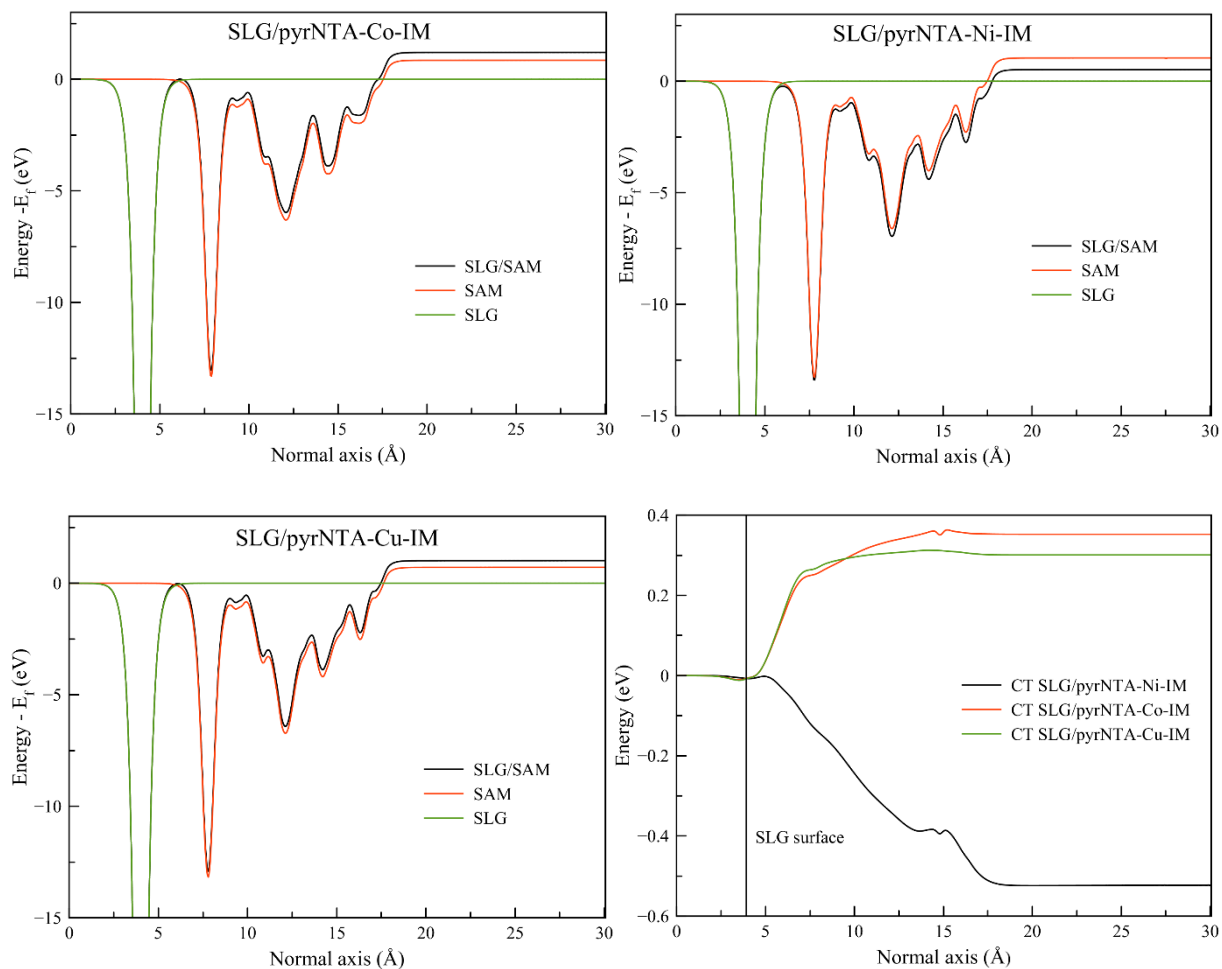 SLG/pyrNTA-Co-IM
Energy -E_f (eV)
0
−5
−10
−15
SLG/SAM
SAM
SLG
0 5 10 15 20 25 30
Normal axis (Å)
SLG/pyrNTA-Ni-IM
Energy - E_f (eV)
0
−5
−10
−15
SLG/SAM
SAM
SLG
0 5 10 15 20 25 30
Normal axis (Å)
SLG/pyrNTA-Cu-IM
Energy - E_f (eV)
0
−5
−10
−15
SLG/SAM
SAM
SLG
0 5 10 15 20 25 30
Normal axis (Å)
Energy (eV)
0.4
0.2
0
−0.2
−0.4
−0.6
CT SLG/pyrNTA-Ni-IM
CT SLG/pyrNTA-Co-IM
CT SLG/pyrNTA-Cu-IM
SLG surface
0 5 10 15 20 25 30
Normal axis (Å)